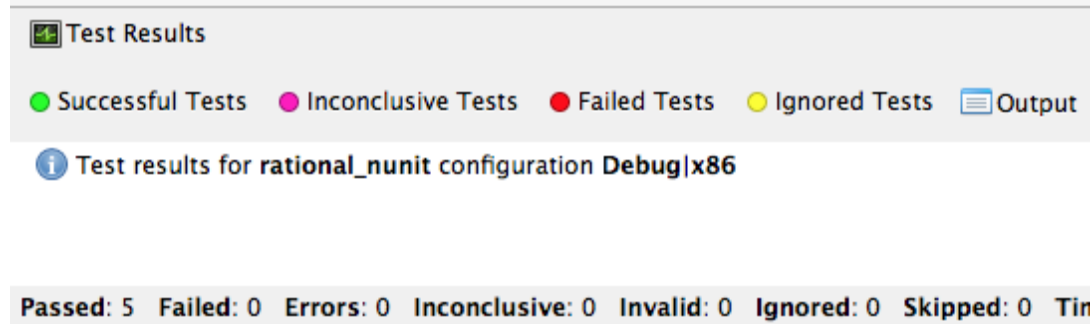 Test Results
Successful Tests Inconclusive Tests Failed Tests Ignored Tests Output
Test results for rational_nunit configuration Debug|x86
Passed: 5 Failed: 0 Errors: 0 Inconclusive: 0 Invalid: 0 Ignored: 0 Skipped: 0